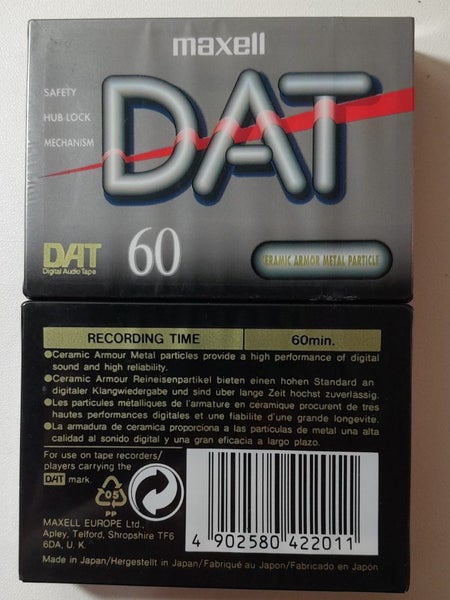 maxell
SAFETY
HUB-LOCK
MECHANISM
DAT
DAT
Digital Audio Tape
60
CERAMIC ARMOR METAL PARTICLE
RECORDING TIME 60min.
●Ceramic Armour Metal particles provide a high performance of digital
sound and high reliability.
●Ceramic Armour Reineisenpartikel bieten einen hohen Standard an
digitaler Klangwiedergabe und sind über lange Zeit höchst zuverlässig.
●Les particules métalliques de l'armature en ceramique procurent de tres
hautes performances digitales et une fiabilite d'une grande longevite.
●La armadura de ceramica proporciona a las particulas de metal una alta
calidad al sonido digital y una gran eficacia a largo plazo.
For use on tape recorders/
players carrying the
DAT mark.
05
PP
MAXELL EUROPE Ltd.,
Apley, Telford, Shropshire TF6
6DA, U. K.
4 902580 422011
Made in Japan/Hergestellt in Japan/Fabriqué au Japon/Fabricado en Japón